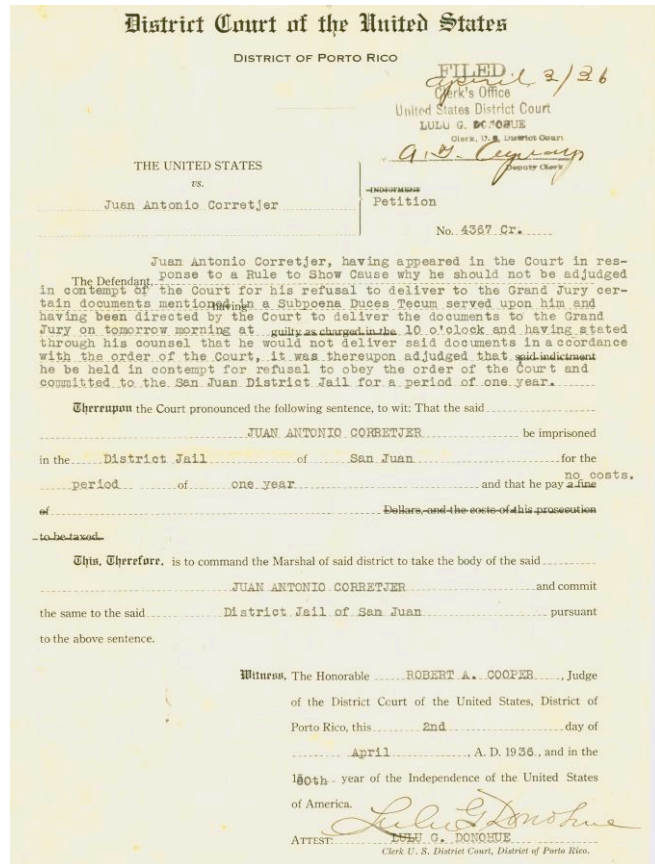 District Court of the United States
DISTRICT OF PORTO RICO
FILED
April 2/36
Clerk's Office
United States District Court
LULU G. DONOHUE
Clerk, U. S. District Court
Deputy Clerk
THE UNITED STATES
vs.
Juan Antonio Corretjer
INDICTMENT
Petition
No. 4367 Cr.
Juan Antonio Corretjer, having appeared in the Court in res-
The Defendant, ponse to a Rule to Show Cause why he should not be adjudged
in contempt of the Court for his refusal to deliver to the Grand Jury cer-
tain documents mentioned in a Subpoena Duces Tecum served upon him and
having
having been directed by the Court to deliver the documents to the Grand
Jury on tomorrow morning at guilty as charged in the 10 o'clock and having stated
through his counsel that he would not deliver said documents in accordance
with the order of the Court, it was thereupon adjudged that said indictment
he be held in contempt for refusal to obey the order of the Court and
committed to the San Juan District Jail for a period of one year.
Thereupon the Court pronounced the following sentence, to wit: That the said
JUAN ANTONIO CORRETJER be imprisoned
in the District Jail of San Juan for the
no costs.
period of one year and that he pay a fine
of Dollars, and the costs of this prosecution
to be taxed.
This, Therefore, is to command the Marshal of said district to take the body of the said
JUAN ANTONIO CORRETJER and commit
the same to the said District Jail of San Juan pursuant
to the above sentence.
Witness, The Honorable ROBERT A. COOPER, Judge
of the District Court of the United States, District of
Porto Rico, this 2nd day of
April, A. D. 1936, and in the
160th year of the Independence of the United States
of America.
Lulu G Donohue
ATTEST: LULU G. DONOHUE
Clerk U. S. District Court, District of Porto Rico.